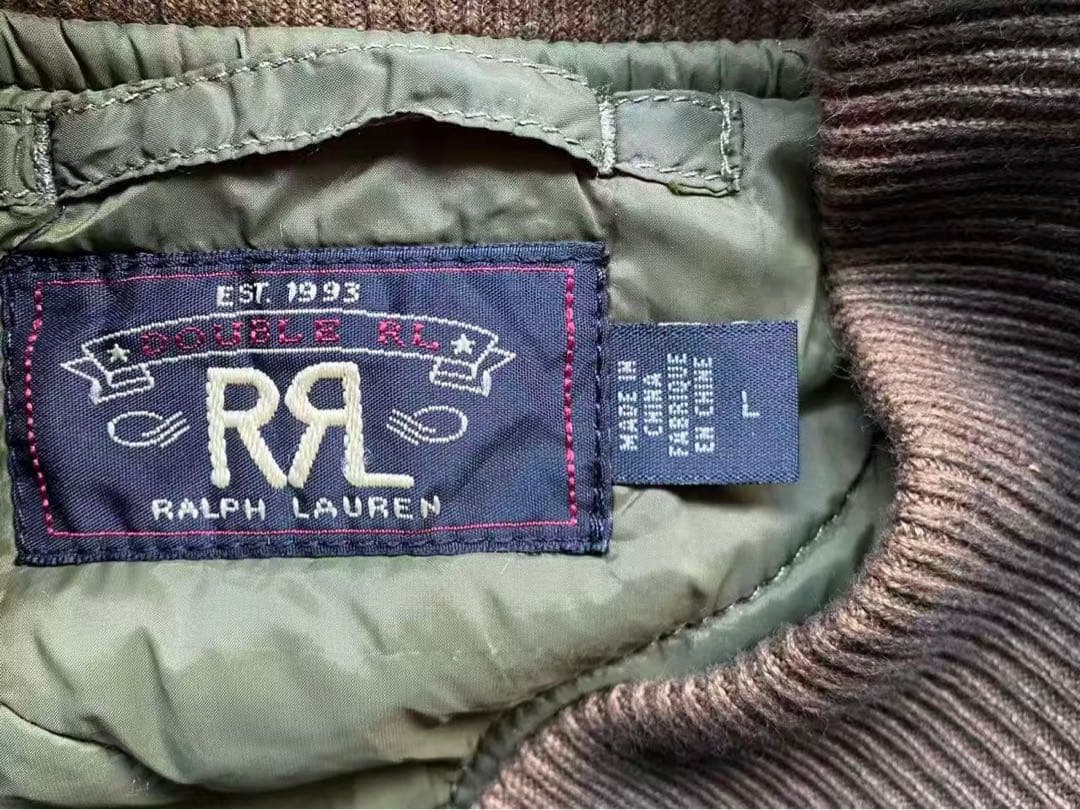 EST. 1993
DOUBLE RL
RRL
RALPH LAUREN
MADE IN
CHINA
FABRIQUE
EN CHINE
L